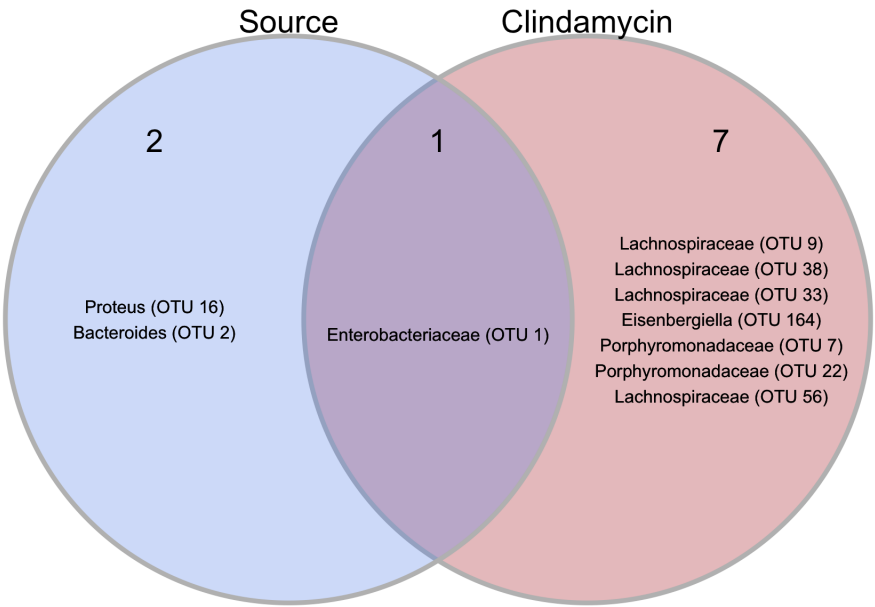 Source
Clindamycin
2
1
7
Proteus (OTU 16)
Bacteroides (OTU 2)
Enterobacteriaceae (OTU 1)
Lachnospiraceae (OTU 9)
Lachnospiraceae (OTU 38)
Lachnospiraceae (OTU 33)
Eisenbergiella (OTU 164)
Porphyromonadaceae (OTU 7)
Porphyromonadaceae (OTU 22)
Lachnospiraceae (OTU 56)